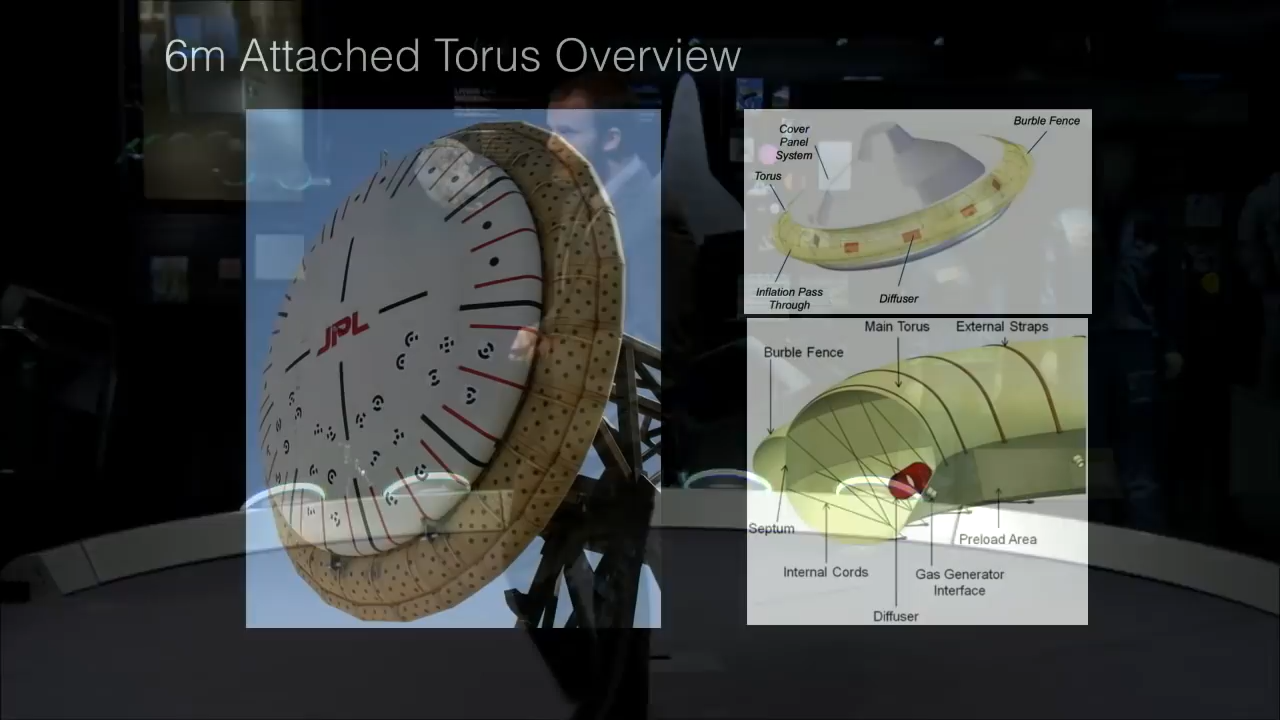 6m Attached Torus Overview
JPL
Cover
Panel
System
Burble Fence
Torus
Inflation Pass
Through
Diffuser
Main Torus
External Straps
Burble Fence
Septum
Preload Area
Internal Cords
Gas Generator
Interface
Diffuser